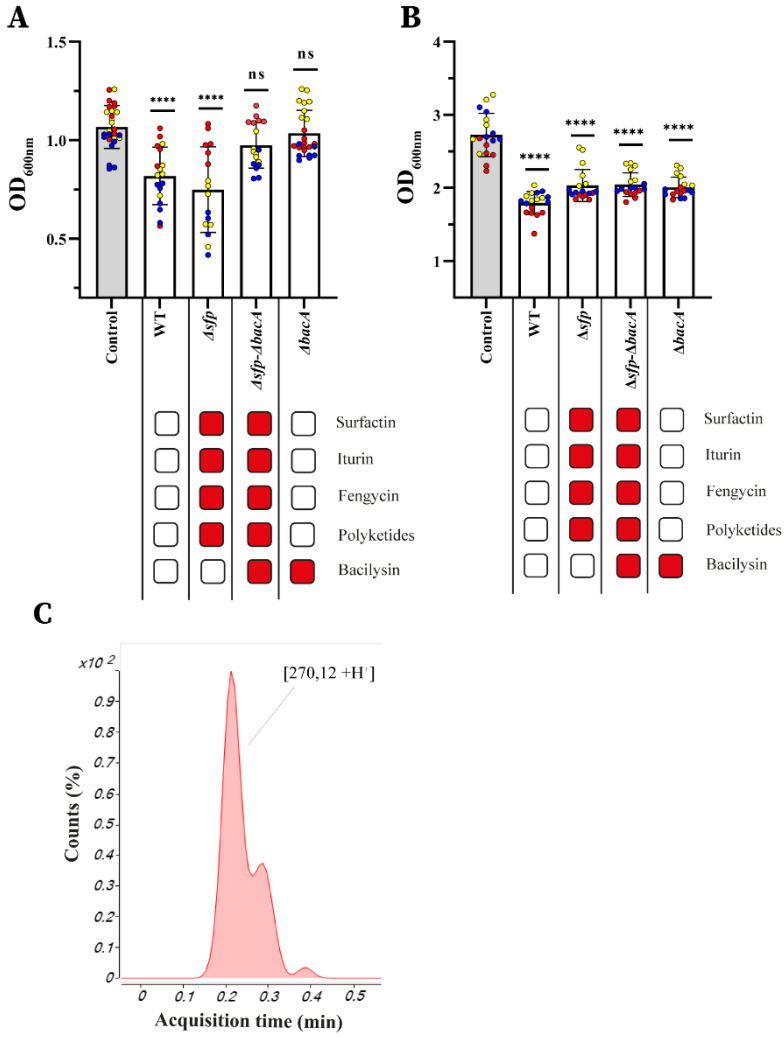 A
1.5
1.0
0.5
OD600nm
****
****
ns
ns
Control
WT
Δsfp
Δsfp-ΔbacA
ΔbacA
Surfactin
Iturin
Fengycin
Polyketides
Bacilysin
B
4
3
2
1
OD600nm
****
****
****
****
Control
WT
Δsfp
Δsfp-ΔbacA
ΔbacA
Surfactin
Iturin
Fengycin
Polyketides
Bacilysin
C
x10 2
0.9
0.8
0.7
0.6
0.5
0.4
0.3
0.2
0.1
0
Counts (%)
[270,12 +H+]
0 0.1 0.2 0.3 0.4 0.5
Acquisition time (min)